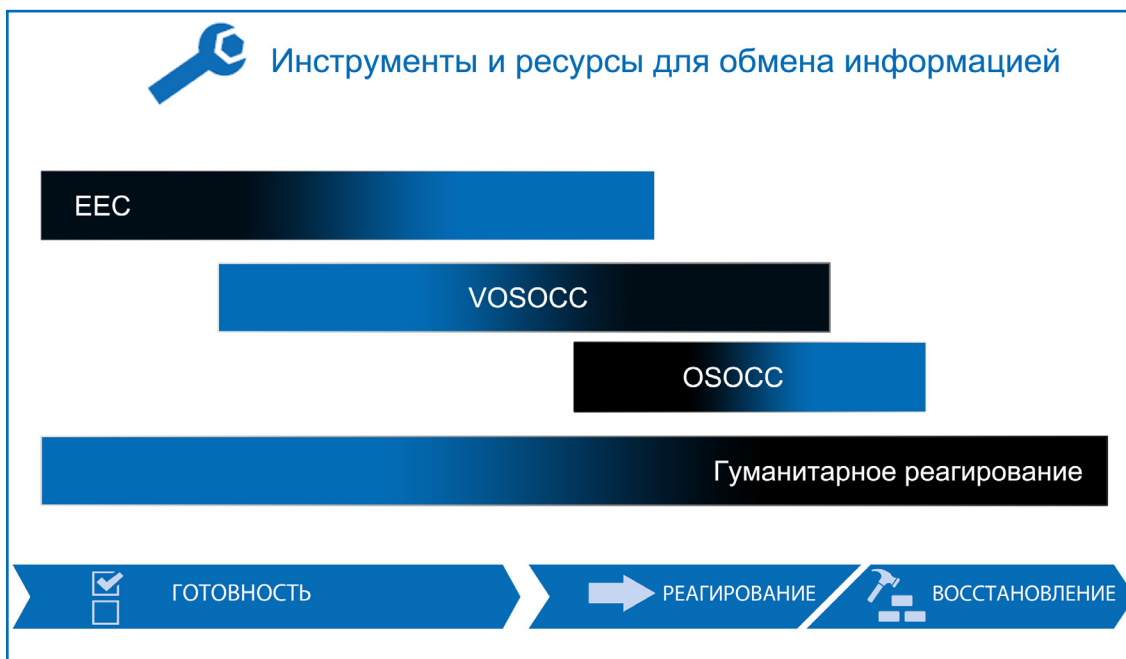 Инструменты и ресурсы для обмена информацией
EEC
VOSOCC
OSOCC
Гуманитарное реагирование
ГОТОВНОСТЬ
РЕАГИРОВАНИЕ
ВОССТАНОВЛЕНИЕ